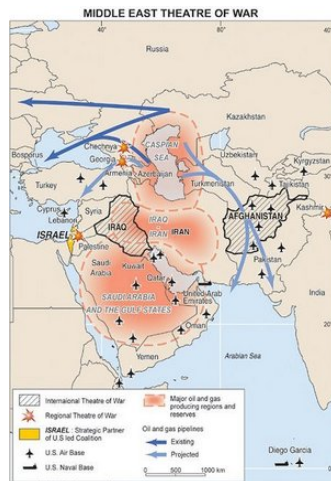 MIDDLE EAST THEATRE OF WAR
80°
Russia
Kazakhstan
40°
CASPIAN
SEA
Bosporus
Chechnya
Georgia
Uzbekistan
Kyrgyzstan
Armenia
Azerbaijan
Tajikistan
Turkey
Turkmenistan
Cyprus
Lebanon
Syria
AFGHANISTAN
Kashmir
ISRAEL
IRAQ
IRAQ
IRAN
IRAN
Palestine
Saudi
Arabia
Kuwait
Pakistan
Qatar
SAUDI ARABIA
AND THE GULF STATES
United Arab
Emirates
20°
Oman
India
Yemen
Arabian Sea
Internaional Theatre of War
Regional Theatre of War
ISRAEL : Strategic Partner
of U.S led Coalition
U.S. Air Base
U.S. Naval Base
Major oil and gas
producing regions and
reserves
Oil and gas pipelines
Existing
Projected
0
500
1000 km
Diego Garcia